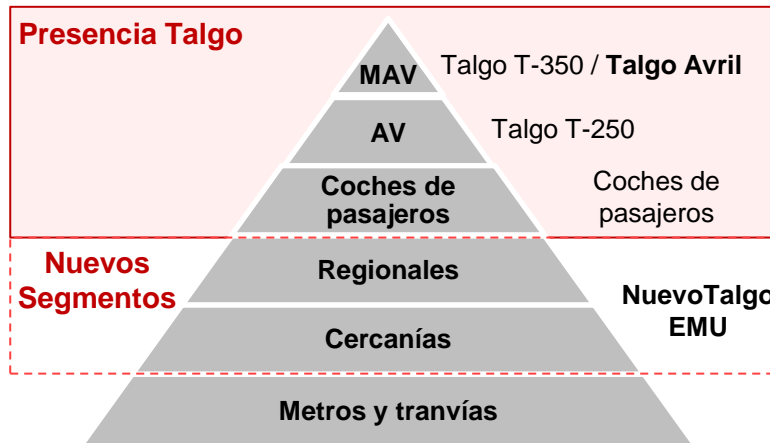 Presencia Talgo
MAV
Talgo T-350 / Talgo Avril
AV
Talgo T-250
Coches de
pasajeros
Coches de
pasajeros
Nuevos
Segmentos
Regionales
NuevoTalgo
EMU
Cercanías
Metros y tranvías